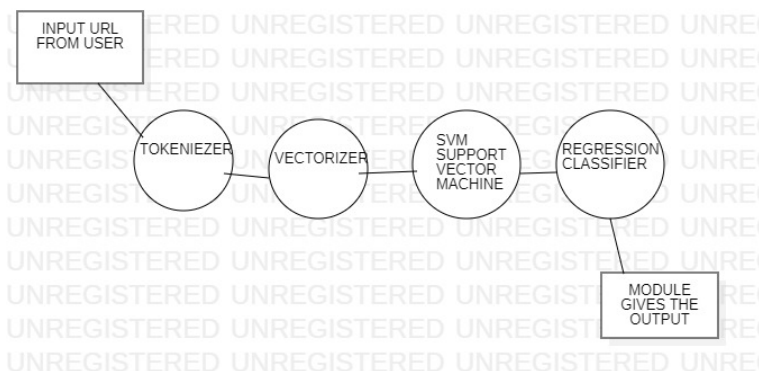 INPUT URL
FROM USER
TOKENIEZER
VECTORIZER
SVM
SUPPORT
VECTOR
MACHINE
REGRESSION
CLASSIFIER
MODULE
GIVES THE
OUTPUT
UNREGISTERED UNREGISTERED UNREGISTERED UNREGISTERED